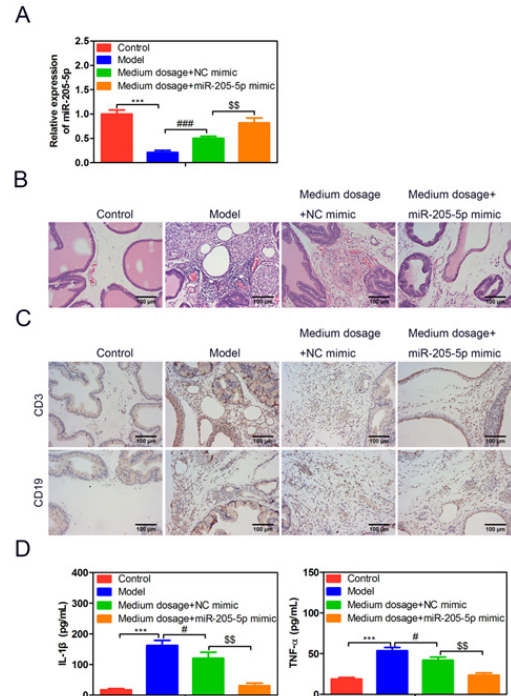 A
Relative expression
of miR-205-5p
2.5
2.0
1.5
1.0
0.5
0.0
Control
Model
Medium dosage+NC mimic
Medium dosage+miR-205-5p mimic
***
###
$$
B
Control
Model
Medium dosage
+NC mimic
Medium dosage+
miR-205-5p mimic
100 μm
100 μm
100 μm
100 μm
C
Control
Model
Medium dosage
+NC mimic
Medium dosage+
miR-205-5p mimic
CD3
100 μm
100 μm
100 μm
100 μm
CD19
100 μm
100 μm
100 μm
100 μm
D
IL-1β
(pg/mL)
400
300
200
100
0
Control
Model
Medium dosage+NC mimic
Medium dosage+miR-205-5p mimic
***
#
$$
TNF-α
(pg/mL)
150
100
50
0
Control
Model
Medium dosage+NC mimic
Medium dosage+miR-205-5p mimic
***
#
$$